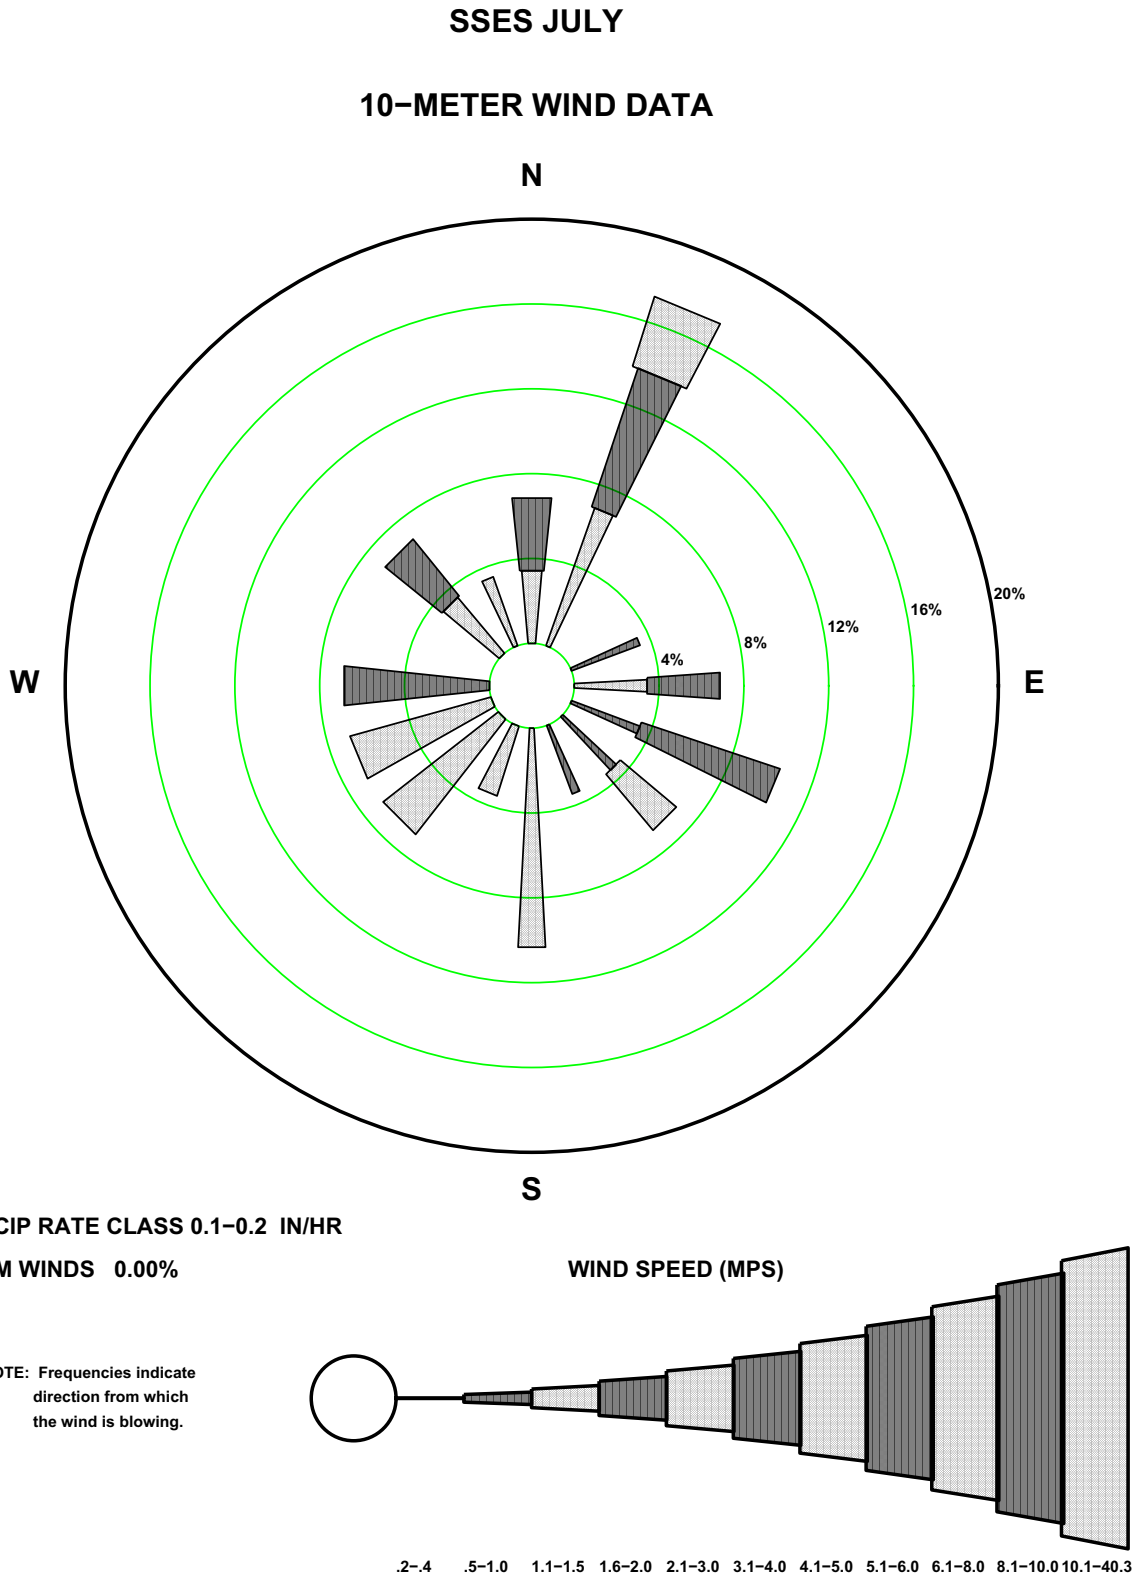 SSES JULY
10−METER WIND DATA
N
20%
16%
12%
8%
4%
W
E
S
CIP RATE CLASS 0.1−0.2 IN/HR
M WINDS 0.00%
WIND SPEED (MPS)
OTE: Frequencies indicate
direction from which
the wind is blowing.
.2−.4 .5−1.0 1.1−1.5 1.6−2.0 2.1−3.0 3.1−4.0 4.1−5.0 5.1−6.0 6.1−8.0 8.1−10.0 10.1−40.3